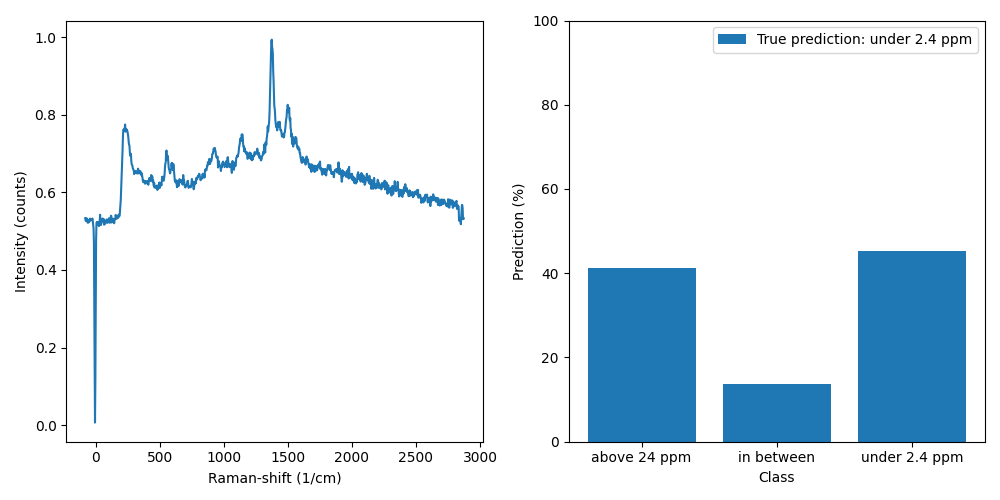 1.0
0.8
0.6
0.4
0.2
0.0
Intensity (counts)
0
500
1000
1500
2000
2500
3000
Raman-shift (1/cm)
100
80
60
40
20
0
Prediction (%)
True prediction: under 2.4 ppm
above 24 ppm
in between
under 2.4 ppm
Class